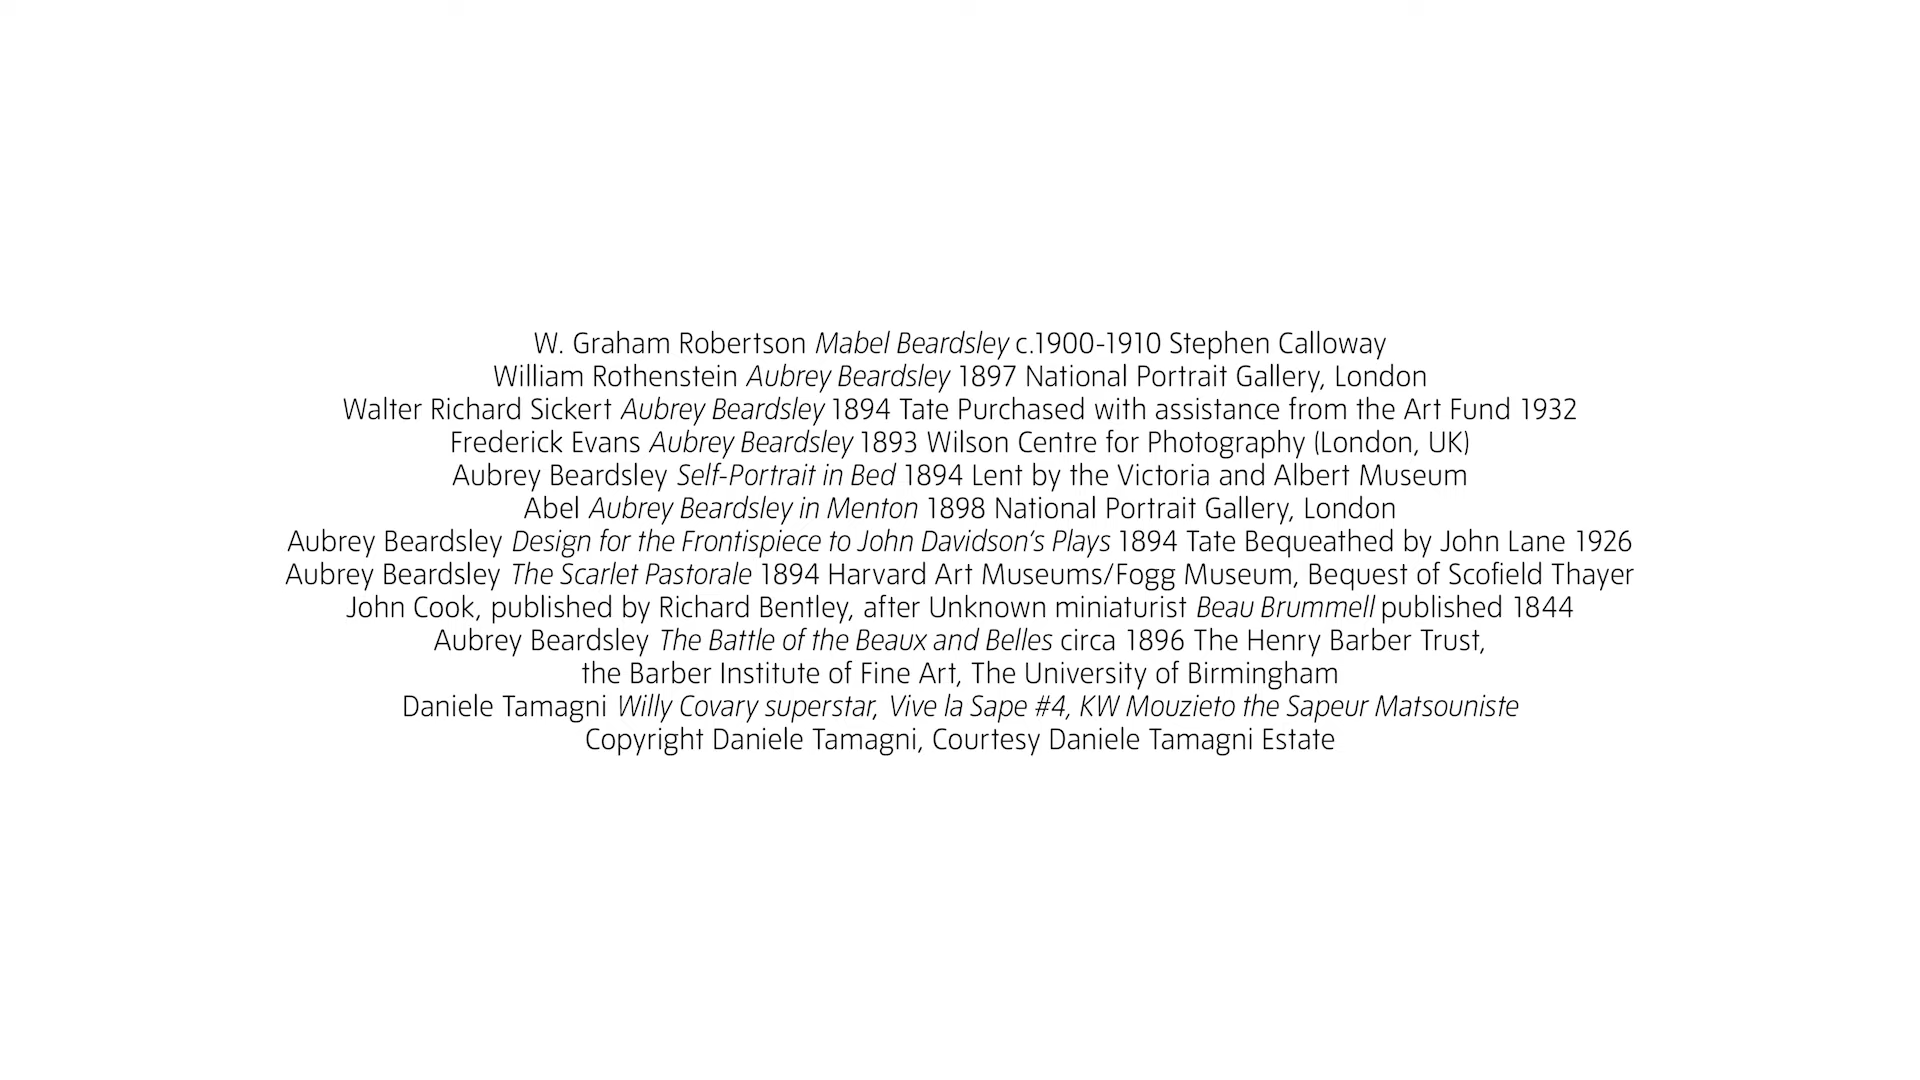 W. Graham Robertson Mabel Beardsley c.1900-1910 Stephen Calloway
William Rothenstein Aubrey Beardsley 1897 National Portrait Gallery, London
Walter Richard Sickert Aubrey Beardsley 1894 Tate Purchased with assistance from the Art Fund 1932
Frederick Evans Aubrey Beardsley 1893 Wilson Centre for Photography (London, UK)
Aubrey Beardsley Self-Portrait in Bed 1894 Lent by the Victoria and Albert Museum
Abel Aubrey Beardsley in Menton 1898 National Portrait Gallery, London
Aubrey Beardsley Design for the Frontispiece to John Davidson's Plays 1894 Tate Bequeathed by John Lane 1926
Aubrey Beardsley The Scarlet Pastorale 1894 Harvard Art Museums/Fogg Museum, Bequest of Scofield Thayer
John Cook, published by Richard Bentley, after Unknown miniaturist Beau Brummell published 1844
Aubrey Beardsley The Battle of the Beaux and Belles circa 1896 The Henry Barber Trust,
the Barber Institute of Fine Art, The University of Birmingham
Daniele Tamagni Willy Covary superstar, Vive la Sape #4, KW Mouzieto the Sapeur Matsouniste
Copyright Daniele Tamagni, Courtesy Daniele Tamagni Estate